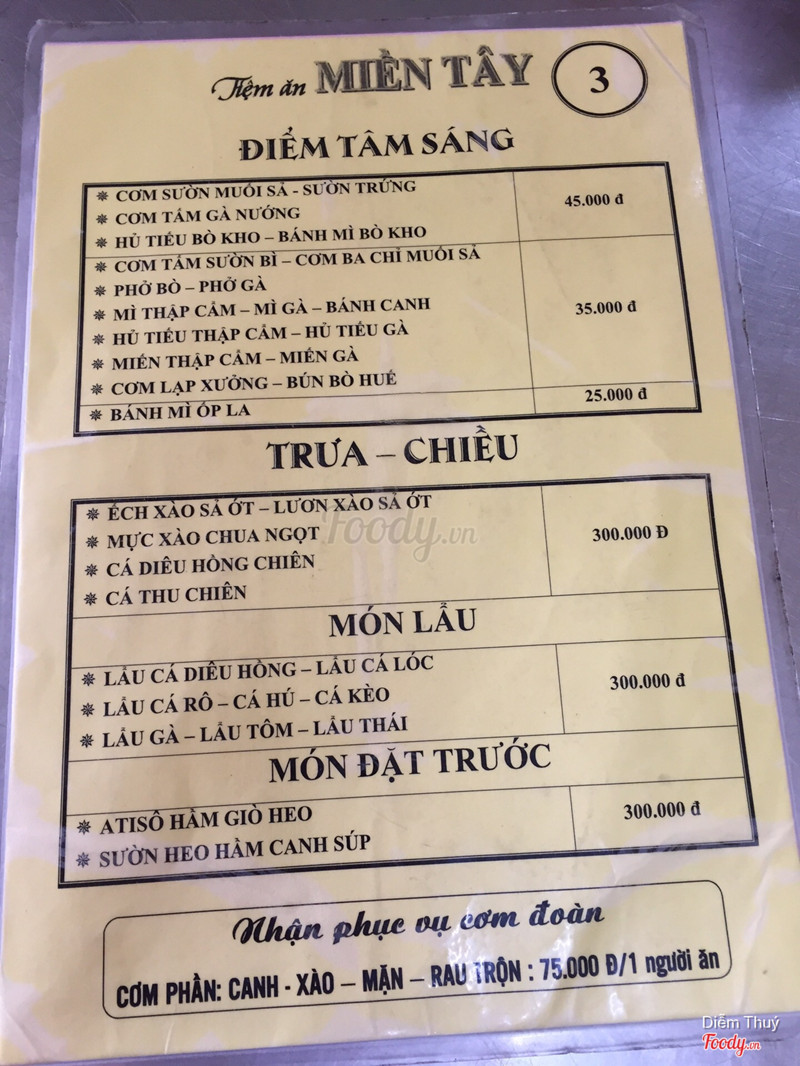 Tiệm ăn MIỀN TÂY 3
ĐIỂM TÂM SÁNG
✵ CƠM SƯỜN MUỐI SẢ - SƯỜN TRỨNG
✵ CƠM TẤM GÀ NƯỚNG
✵ HỦ TIẾU BÒ KHO – BÁNH MÌ BÒ KHO
45.000 đ
✵ CƠM TẤM SƯỜN BÌ – CƠM BA CHỈ MUỐI SẢ
✵ PHỞ BÒ – PHỞ GÀ
✵ MÌ THẬP CẨM – MÌ GÀ – BÁNH CANH
✵ HỦ TIẾU THẬP CẨM – HỦ TIẾU GÀ
✵ MIẾN THẬP CẨM – MIẾN GÀ
✵ CƠM LẠP XƯỞNG – BÚN BÒ HUẾ
35.000 đ
✵ BÁNH MÌ ỐP LA
25.000 đ
TRƯA – CHIỀU
✵ ẾCH XÀO SẢ ỚT – LƯƠN XÀO SẢ ỚT
✵ MỰC XÀO CHUA NGỌT
✵ CÁ DIÊU HỒNG CHIÊN
✵ CÁ THU CHIÊN
300.000 Đ
MÓN LẨU
✵ LẨU CÁ DIÊU HỒNG – LẨU CÁ LÓC
✵ LẨU CÁ RÔ – CÁ HÚ – CÁ KÈO
✵ LẨU GÀ – LẨU TÔM – LẨU THÁI
300.000 đ
MÓN ĐẶT TRƯỚC
✵ ATISÔ HẦM GIÒ HEO
✵ SƯỜN HEO HẦM CANH SÚP
300.000 đ
Nhận phục vụ cơm đoàn
CƠM PHẦN: CANH - XÀO – MẶN – RAU TRỘN : 75.000 Đ/1 người ăn
Foody.vn
Diễm Thuý
Foody.vn